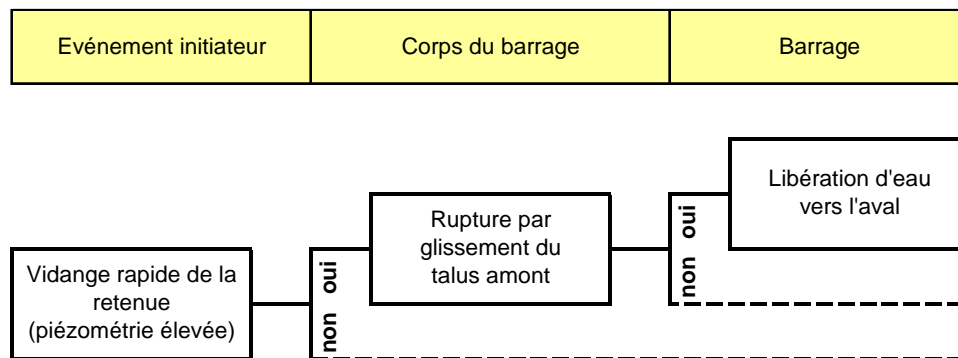 Evénement initiateur
Corps du barrage
Barrage
Libération d'eau
vers l'aval
oui
non
Rupture par
glissement du
talus amont
oui
non
Vidange rapide de la
retenue
(piézométrie élevée)